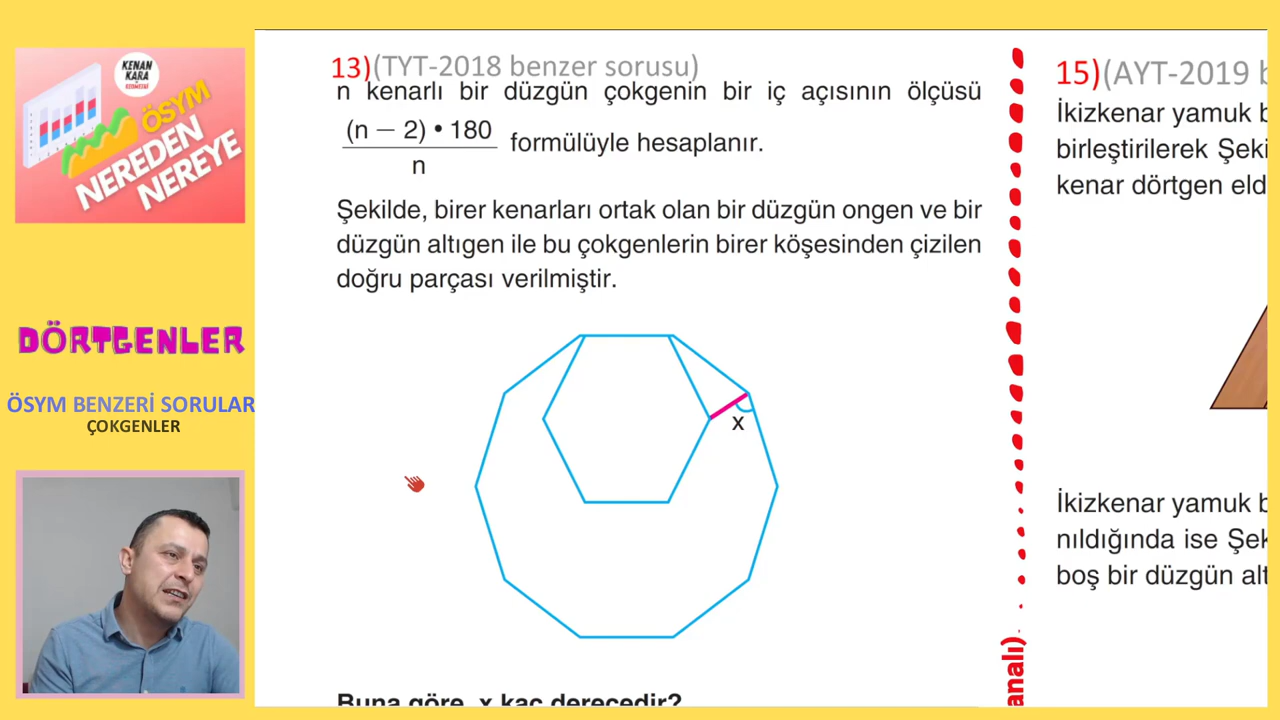 KENAN
KARA
ÖSYM
NEREDEN
NEREYE
DÖRTGENLER
ÖSYM BENZERİ SORULAR
ÇOKGENLER
13)(TYT-2018 benzer sorusu)
n kenarlı bir düzgün çokgenin bir iç açısının ölçüsü
(n − 2) • 180
n
formülüyle hesaplanır.
Şekilde, birer kenarları ortak olan bir düzgün ongen ve bir
düzgün altıgen ile bu çokgenlerin birer köşesinden çizilen
doğru parçası verilmiştir.
x
Buna göre, x kaç derecedir?
analı)
15)(AYT-2019 b
İkizkenar yamuk b
birleştirilerek Şeki
kenar dörtgen eld
İkizkenar yamuk b
nıldığında ise Şek
boş bir düzgün alt